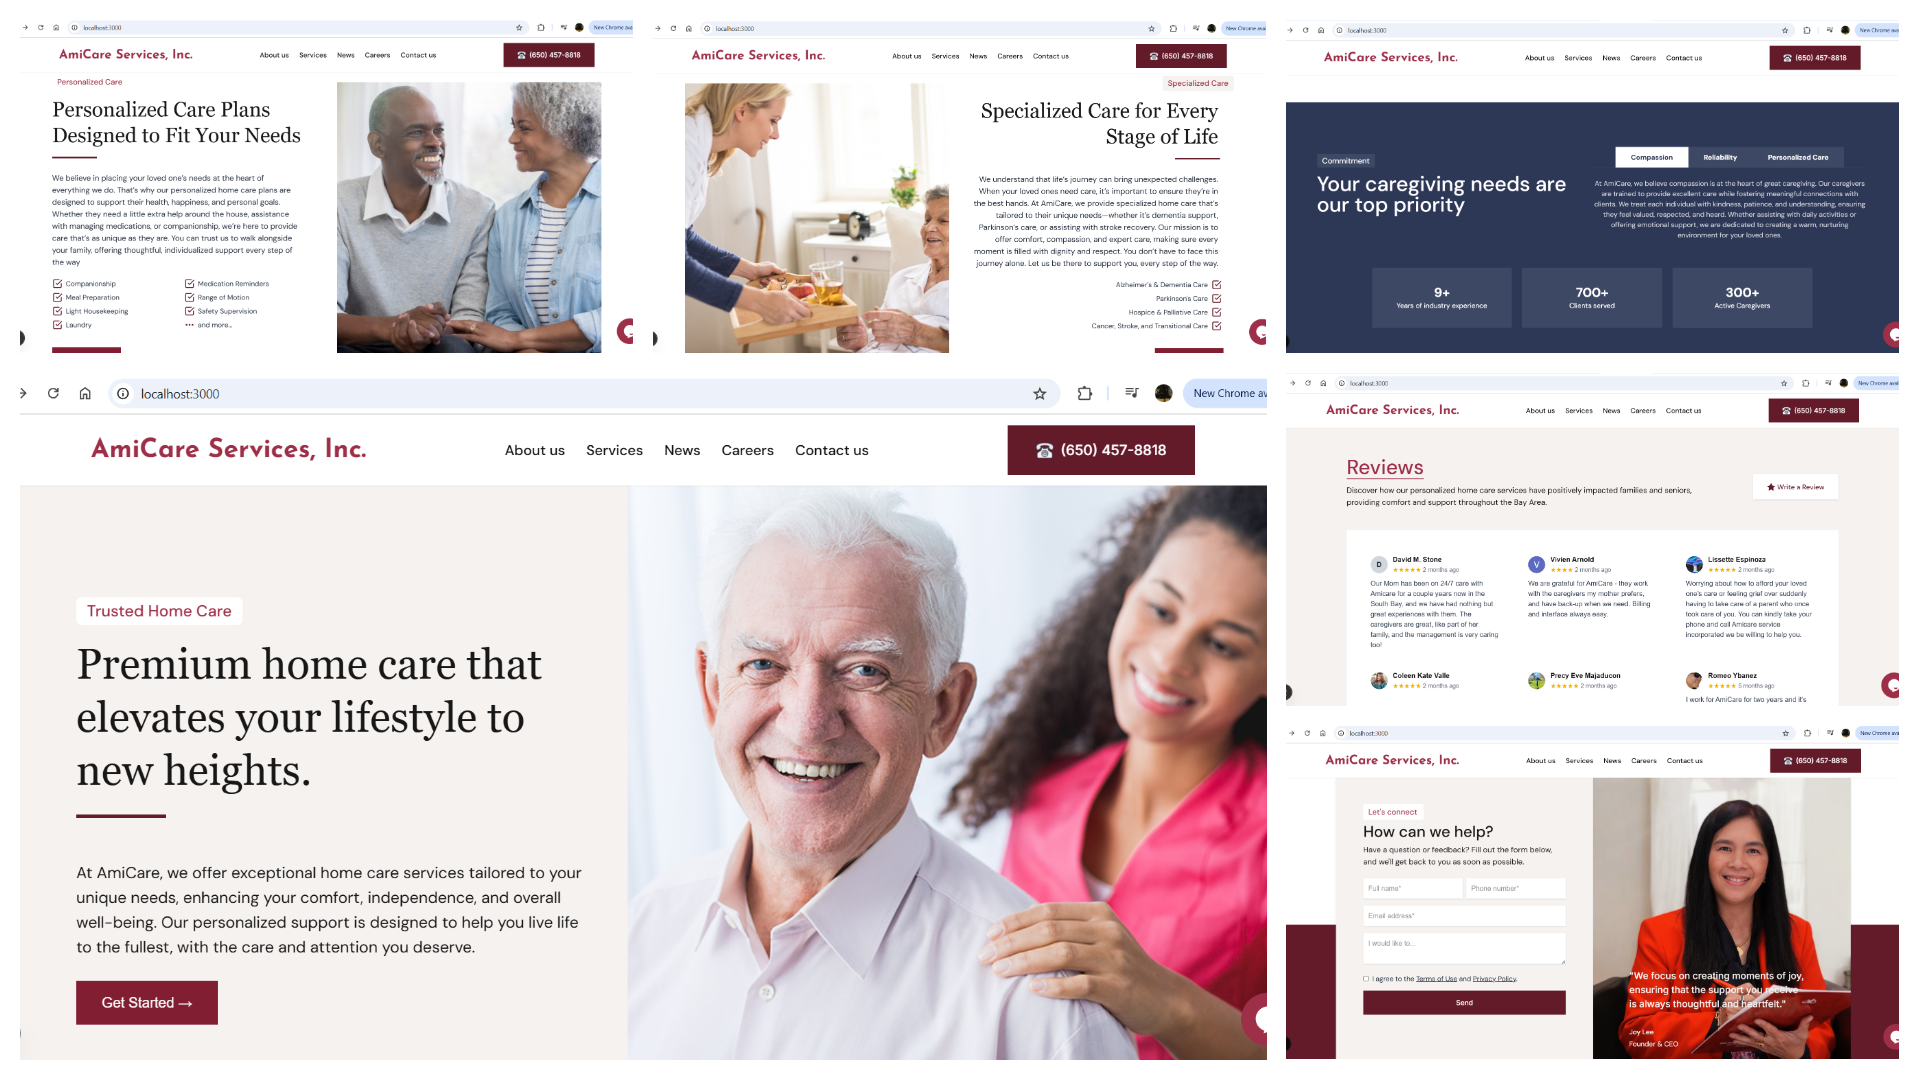 localhost:3000
New Chrome ava
AmiCare Services, Inc.
About us
Services
News
Careers
Contact us
(650) 457-8818
Personalized Care
Personalized Care Plans
Designed to Fit Your Needs
We believe in placing your loved one's needs at the heart of
everything we do. That's why our personalized home care plans are
designed to support their health, happiness, and personal goals.
Whether they need a little extra help around the house, assistance
with managing medications, or companionship, we're here to provide
care that's as unique as they are. You can trust us to walk alongside
your family, offering thoughtful, individualized support every step of
the way
Companionship
Meal Preparation
Light Housekeeping
Laundry
Medication Reminders
Range of Motion
Safety Supervision
and more...
localhost:3000
New Chrome ava
AmiCare Services, Inc.
About us
Services
News
Careers
Contact us
(650) 457-8818
Specialized Care
Specialized Care for Every
Stage of Life
We understand that life's journey can bring unexpected challenges.
When your loved ones need care, it's important to ensure they're in
the best hands. At AmiCare, we provide specialized home care that's
tailored to their unique needs—whether it's dementia support,
Parkinson's care, or assisting with stroke recovery. Our mission is to
offer comfort, compassion, and expert care, making sure every
moment is filled with dignity and respect. You don't have to face this
journey alone. Let us be there to support you, every step of the way.
Alzheimer's & Dementia Care
Parkinson's Care
Hospice & Palliative Care
Cancer, Stroke, and Transitional Care
localhost:3000
New Chrome ava
AmiCare Services, Inc.
About us
Services
News
Careers
Contact us
(650) 457-8818
Commitment
Your caregiving needs are
our top priority
Compassion
Reliability
Personalized Care
At AmiCare, we believe compassion is at the heart of great caregiving. Our caregivers
are trained to provide excellent care while fostering meaningful connections with
clients. We treat each individual with kindness, patience, and understanding, ensuring
they feel valued, respected, and heard. Whether assisting with daily activities or
offering emotional support, we are dedicated to creating a warm, nurturing
environment for your loved ones.
9+
Years of industry experience
700+
Clients served
300+
Active Caregivers
localhost:3000
New Chrome av
AmiCare Services, Inc.
About us
Services
News
Careers
Contact us
(650) 457-8818
Trusted Home Care
Premium home care that
elevates your lifestyle to
new heights.
At AmiCare, we offer exceptional home care services tailored to your
unique needs, enhancing your comfort, independence, and overall
well-being. Our personalized support is designed to help you live life
to the fullest, with the care and attention you deserve.
Get Started →
localhost:3000
New Chrome avai
AmiCare Services, Inc.
About us
Services
News
Careers
Contact us
(650) 457-8818
Reviews
Discover how our personalized home care services have positively impacted families and seniors,
providing comfort and support throughout the Bay Area.
Write a Review
D
David M. Stone
★★★★★ 2 months ago
Our Mom has been on 24/7 care with
Amicare for a couple years now in the
South Bay, and we have had nothing but
great experiences with them. The
caregivers are great, like part of her
family, and the management is very caring
too!
V
Vivien Arnold
★★★★ 2 months ago
We are grateful for AmiCare - they work
with the caregivers my mother prefers,
and have back-up when we need. Billing
and interface always easy.
Lissette Espinoza
★★★★★ 2 months ago
Worrying about how to afford your loved
one's care or feeling grief over suddenly
having to take care of a parent who once
took care of you. You can kindly take your
phone and call Amicare service
incorporated we be willing to help you.
Coleen Kate Valle
★★★★★ 2 months ago
Precy Eve Majaducon
★★★★★ 2 months ago
Romeo Ybanez
★★★★★ 5 months ago
I work for AmiCare for two years and it's
localhost:3000
New Chrome ava
AmiCare Services, Inc.
About us
Services
News
Careers
Contact us
(650) 457-8818
Let's connect
How can we help?
Have a question or feedback? Fill out the form below,
and we'll get back to you as soon as possible.
Full name*
Phone number*
Email address*
I would like to...
I agree to the Terms of Use and Privacy Policy.
Send
"We focus on creating moments of joy,
ensuring that the support you receive
is always thoughtful and heartfelt."
Joy Lee
Founder & CEO